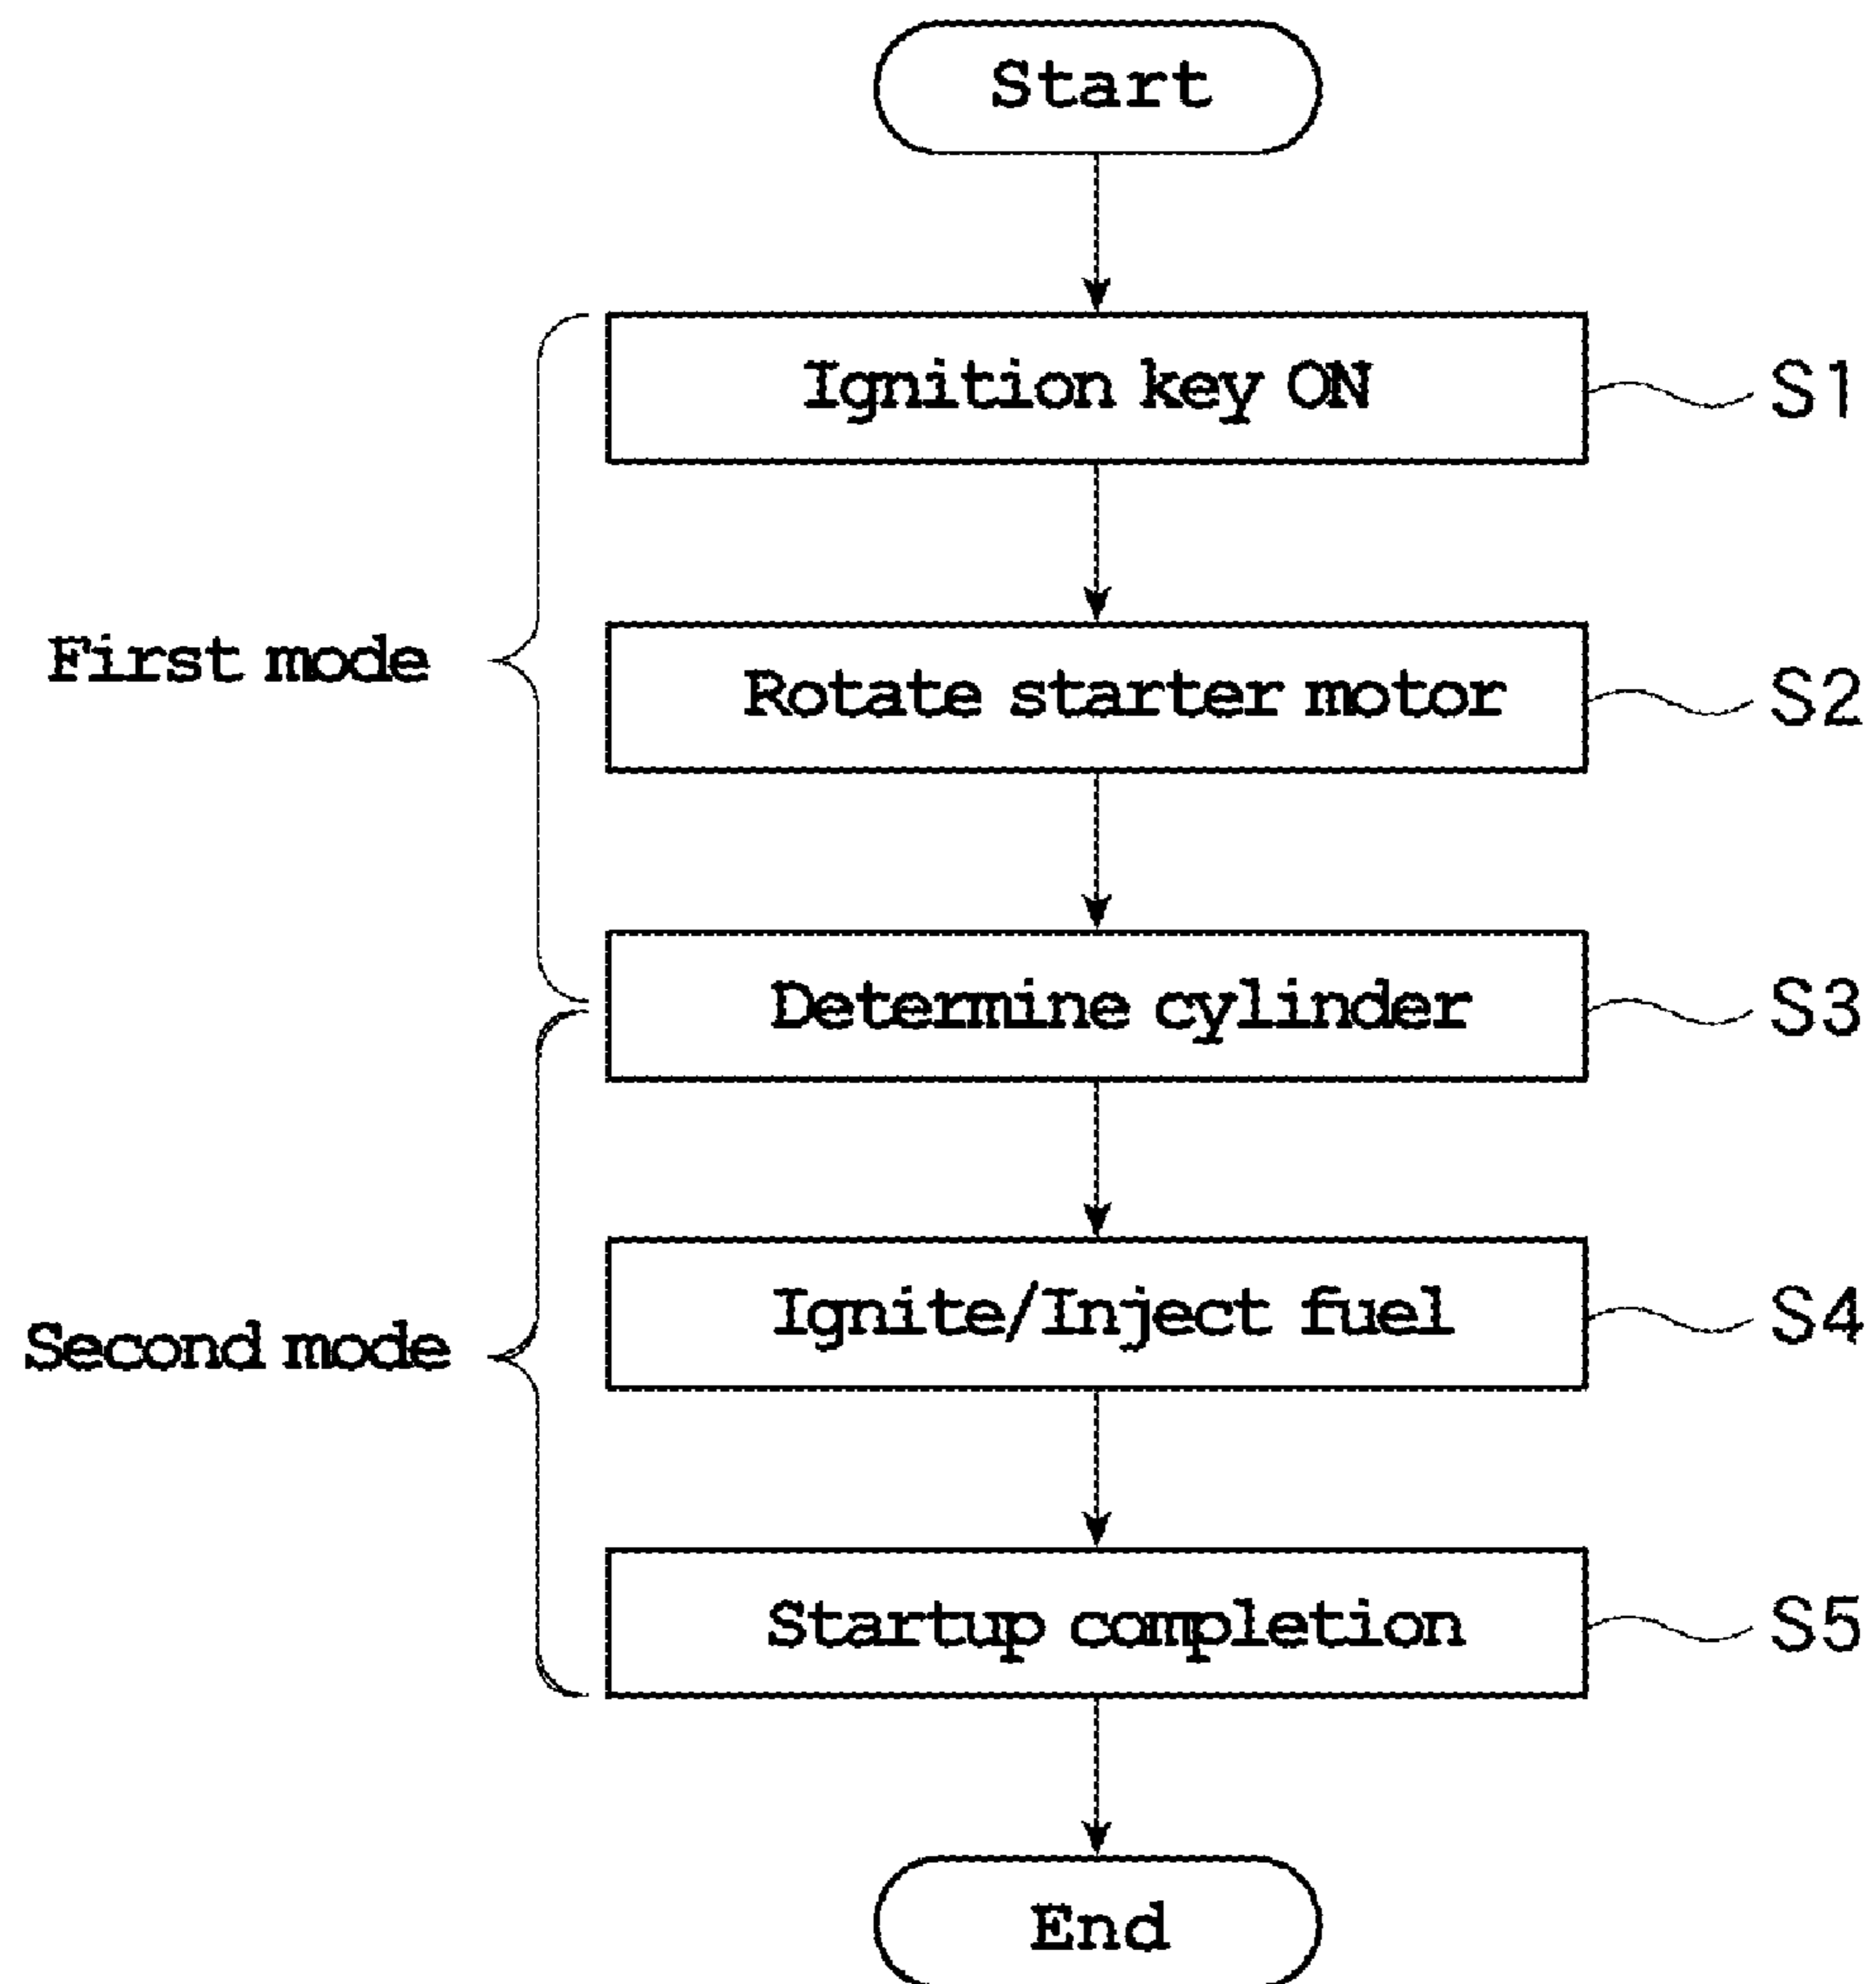 Start
Ignition key ON
S1
First mode
Rotate starter motor
S2
Determine cylinder
S3
Ignite/Inject fuel
S4
Second mode
Startup completion
S5
End